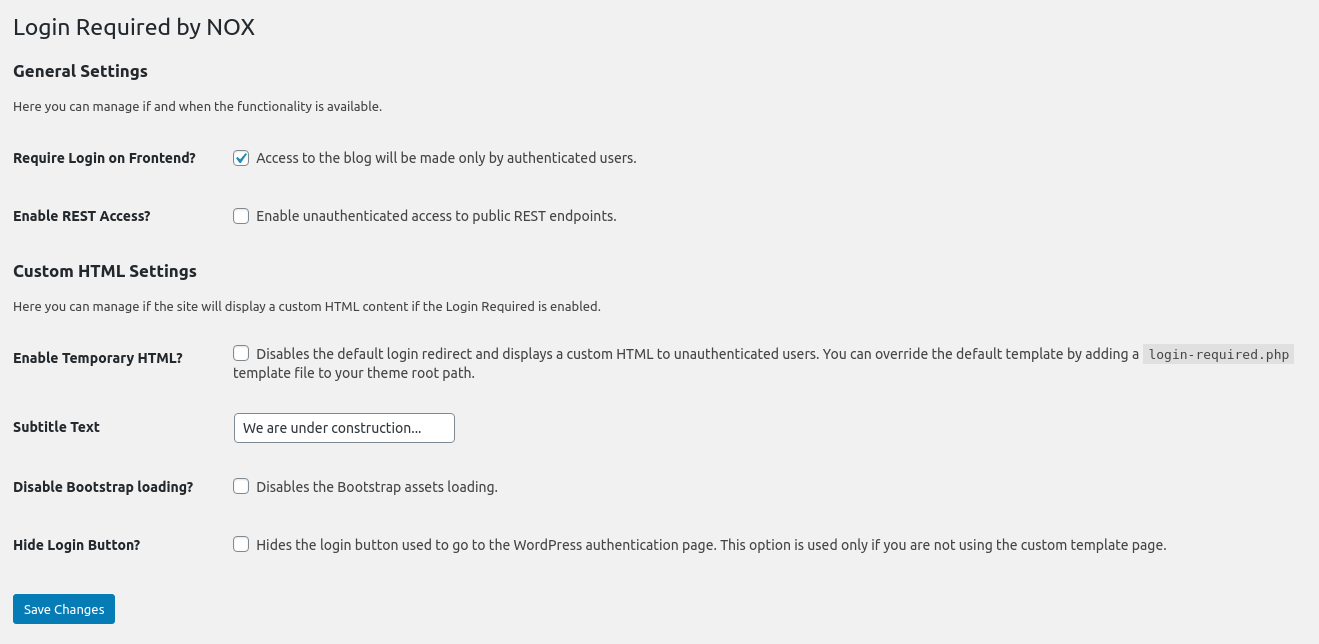 Login Required by NOX
General Settings
Here you can manage if and when the functionality is available.
Require Login on Frontend? Access to the blog will be made only by authenticated users.
Enable REST Access? Enable unauthenticated access to public REST endpoints.
Custom HTML Settings
Here you can manage if the site will display a custom HTML content if the Login Required is enabled.
Enable Temporary HTML? Disables the default login redirect and displays a custom HTML to unauthenticated users. You can override the default template by adding a login-required.php
template file to your theme root path.
Subtitle Text We are under construction...
Disable Bootstrap loading? Disables the Bootstrap assets loading.
Hide Login Button? Hides the login button used to go to the WordPress authentication page. This option is used only if you are not using the custom template page.
Save Changes